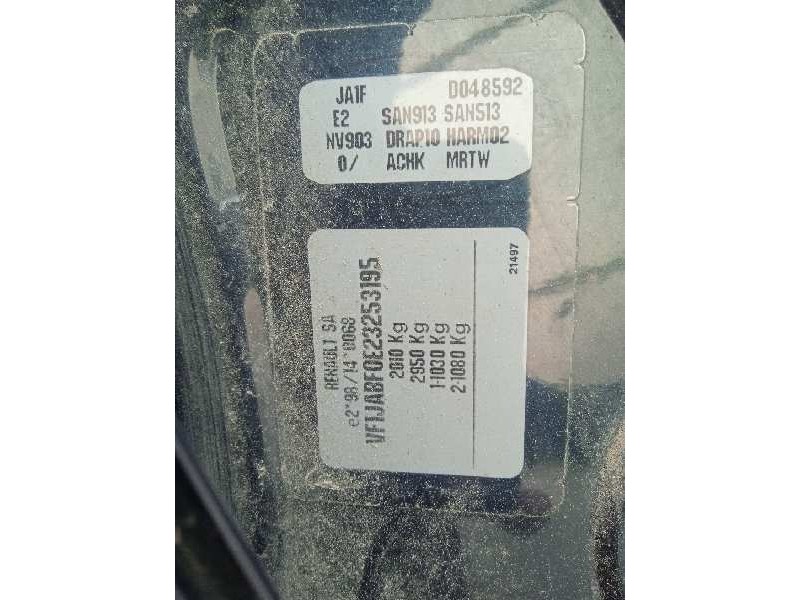 JA1F D048592
E2 SAN913 SAN513
NV903 DRAP10 HARM02
0/ ACHK MRTW
RENAULT SA
e2*98/14*0068
VF1JABF0E23253195
2010 Kg
2950 Kg
1-1030 Kg
2-1080 Kg
21497